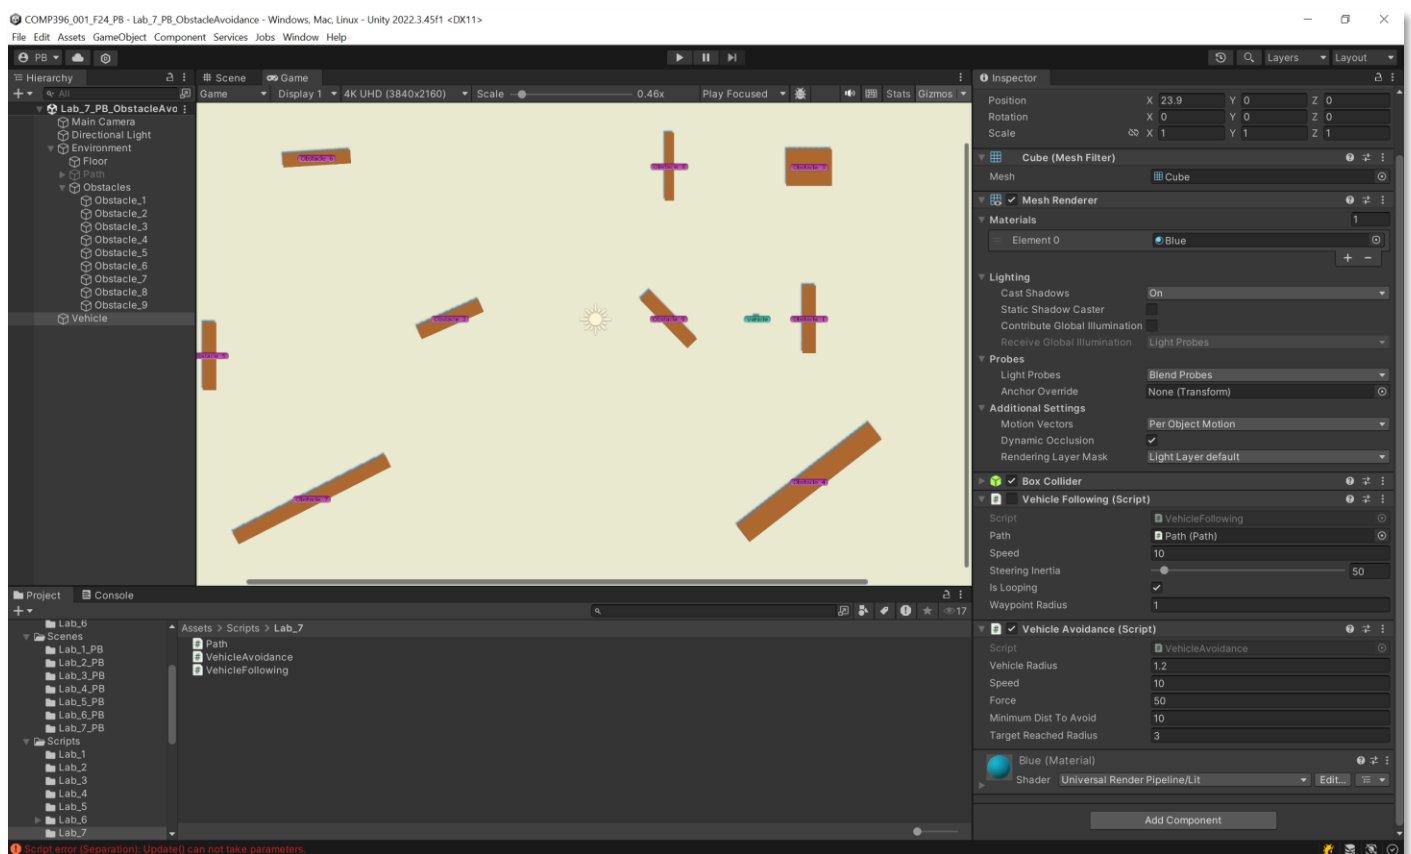 COMP396_001_F24_PB - Lab_7_PB_ObstacleAvoidance - Windows, Mac, Linux - Unity 2022.3.45f1 <DX11>
File Edit Assets GameObject Component Services Jobs Window Help
PB
Layers
Layout
Hierarchy
All
Lab_7_PB_ObstacleAvo
Main Camera
Directional Light
Environment
Floor
Path
Obstacles
Obstacle_1
Obstacle_2
Obstacle_3
Obstacle_4
Obstacle_5
Obstacle_6
Obstacle_7
Obstacle_8
Obstacle_9
Vehicle
Scene Game
Game Display 1 4K UHD (3840x2160) Scale 0.46x Play Focused Stats Gizmos
Inspector
Position X 23.9 Y 0 Z 0
Rotation X 0 Y 0 Z 0
Scale X 1 Y 1 Z 1
Cube (Mesh Filter)
Mesh Cube
Mesh Renderer
Materials 1
Element 0 Blue
+ -
Lighting
Cast Shadows On
Static Shadow Caster
Contribute Global Illumination
Receive Global Illumination Light Probes
Probes
Light Probes Blend Probes
Anchor Override None (Transform)
Additional Settings
Motion Vectors Per Object Motion
Dynamic Occlusion
Rendering Layer Mask Light Layer default
Box Collider
# Vehicle Following (Script)
Script VehicleFollowing
Path Path (Path)
Speed 10
Steering Inertia 50
Is Looping
Waypoint Radius 1
# Vehicle Avoidance (Script)
Script VehicleAvoidance
Vehicle Radius 1.2
Speed 10
Force 50
Minimum Dist To Avoid 10
Target Reached Radius 3
Blue (Material)
Shader Universal Render Pipeline/Lit Edit...
Add Component
Project Console
17
Lab_6
Scenes
Lab_1_PB
Lab_2_PB
Lab_3_PB
Lab_4_PB
Lab_5_PB
Lab_6_PB
Lab_7_PB
Scripts
Lab_1
Lab_2
Lab_3
Lab_4
Lab_5
Lab_6
Lab_7
Assets > Scripts > Lab_7
Path
VehicleAvoidance
VehicleFollowing
Script error (Separation): Update() can not take parameters.